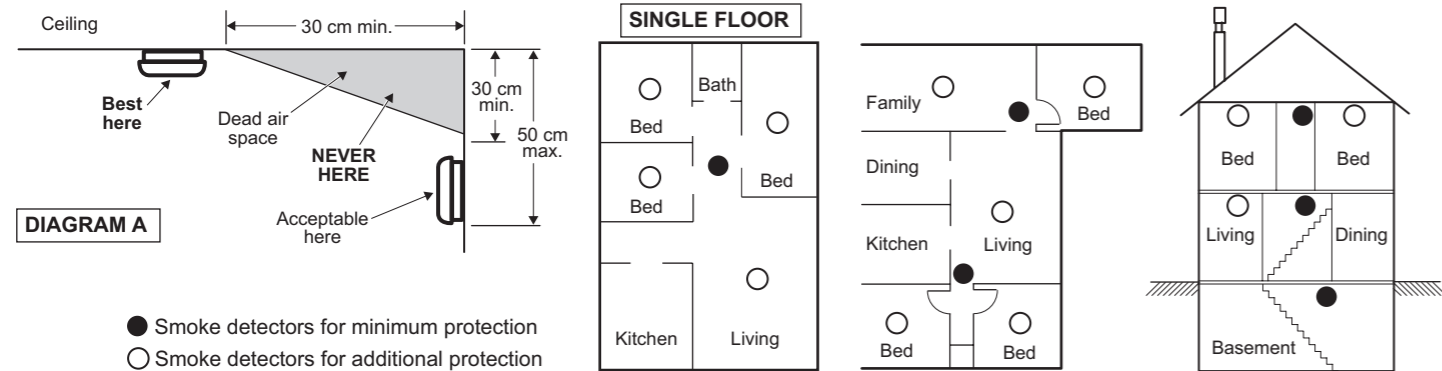 Ceiling
30 cm min.
Best
here
Dead air
space
NEVER
HERE
30 cm
min.
50 cm
max.
Acceptable
here
DIAGRAM A
Smoke detectors for minimum protection
Smoke detectors for additional protection
SINGLE FLOOR
Bath
Bed
Bed
Bed
Kitchen
Living
Family
Bed
Dining
Kitchen
Living
Bed
Bed
Bed
Bed
Living
Dining
Basement